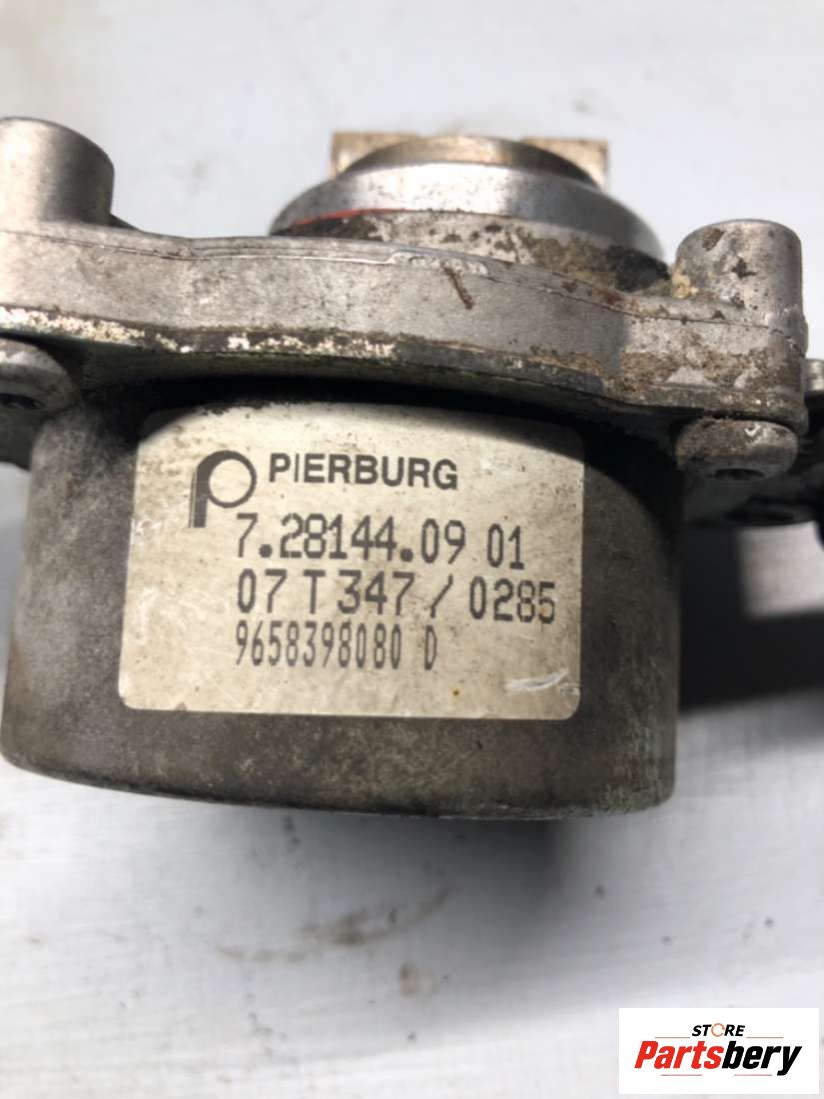 PIERBURG
7.28144.09 01
07 T 347 / 0285
9658398080 D
STORE
Partsbery